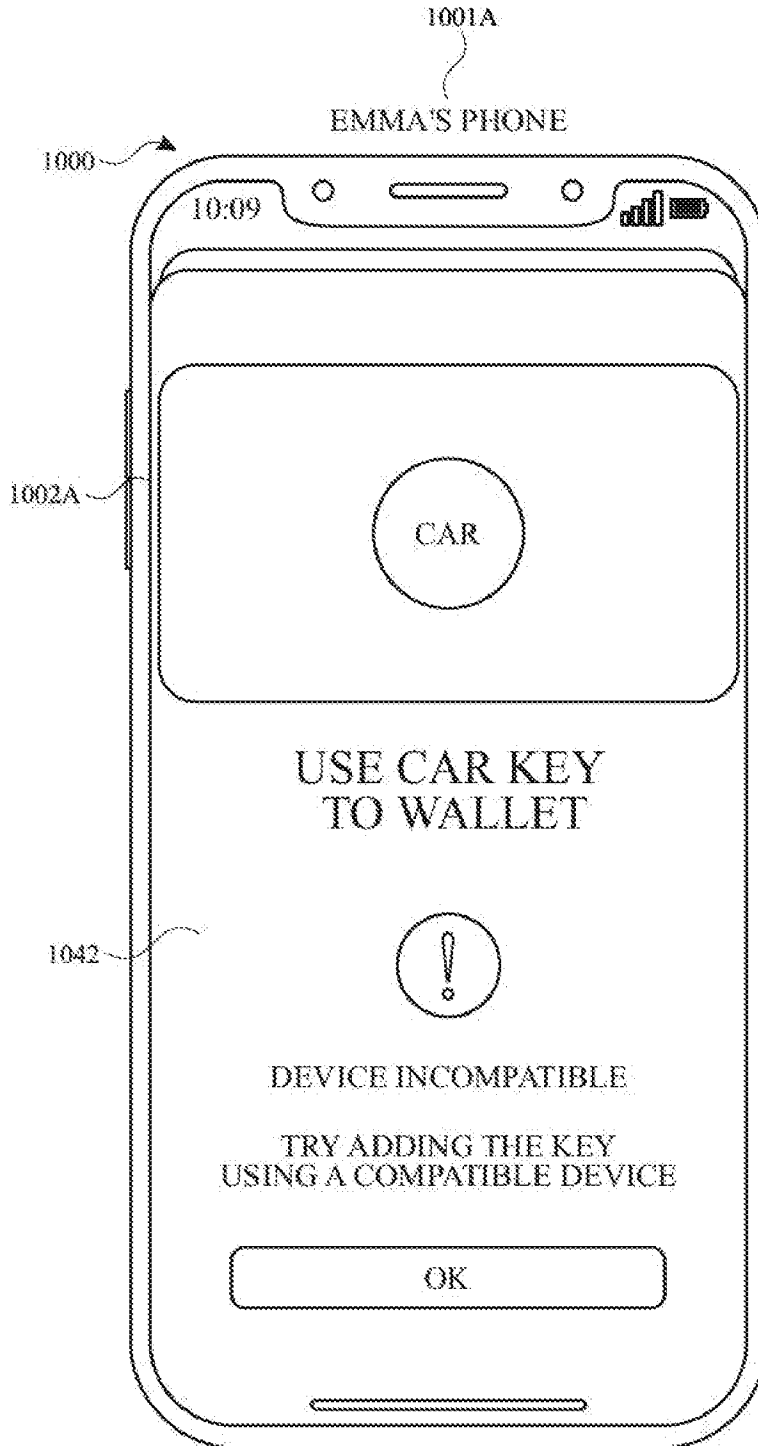 1001A
EMMA'S PHONE
1000
10:09
1002A
CAR
USE CAR KEY
TO WALLET
1042
!
DEVICE INCOMPATIBLE
TRY ADDING THE KEY
USING A COMPATIBLE DEVICE
OK